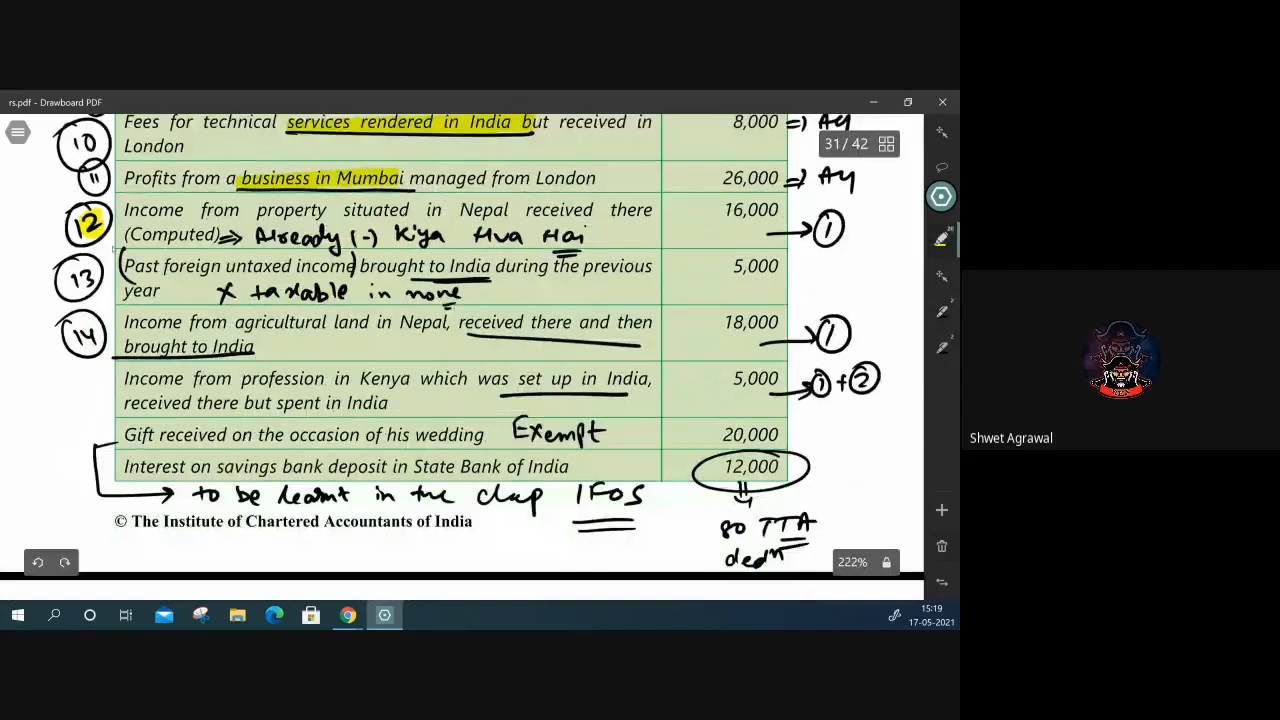 rs.pdf - Drawboard PDF
31 / 42
10 Fees for technical services rendered in India but received in London 8,000 => Ay
11 Profits from a business in Mumbai managed from London 26,000 => Ay
12 Income from property situated in Nepal received there 16,000 → 1
(Computed) => Already (-) Kiya Hua Hai
13 Past foreign untaxed income brought to India during the previous 5,000
year x taxable in none
14 Income from agricultural land in Nepal, received there and then 18,000 → 1
brought to India
Income from profession in Kenya which was set up in India, 5,000 → 1 + 2
received there but spent in India
Gift received on the occasion of his wedding Exempt 20,000
Interest on savings bank deposit in State Bank of India 12,000
→ to be learnt in the chap IFOS
© The Institute of Chartered Accountants of India
80 TTA
dedn
222%
Shwet Agrawal
15:19
17-05-2021